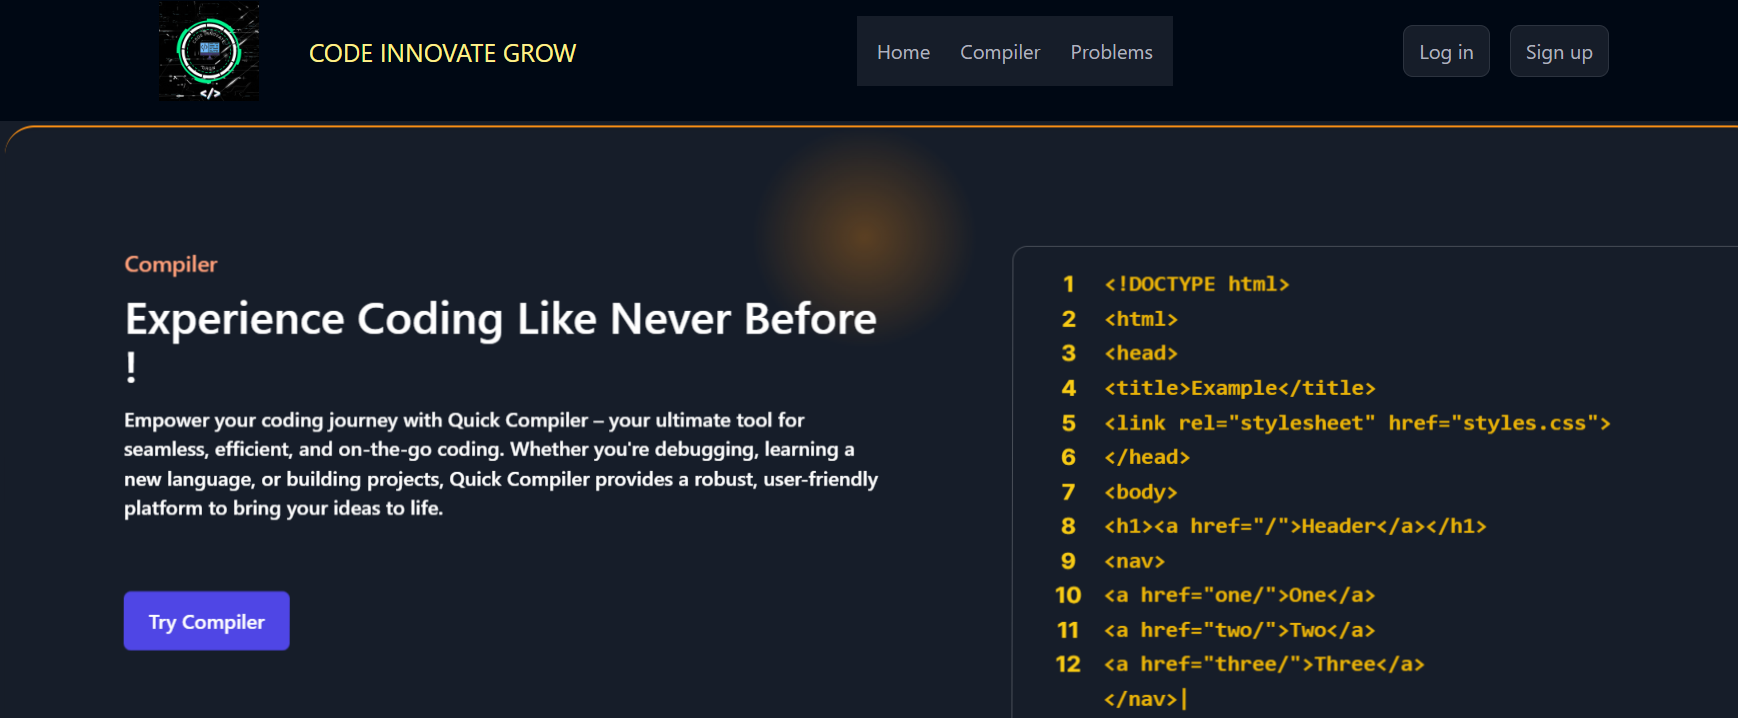 </>
CODE INNOVATE GROW
Home
Compiler
Problems
Log in
Sign up
Compiler
Experience Coding Like Never Before
!
Empower your coding journey with Quick Compiler – your ultimate tool for
seamless, efficient, and on-the-go coding. Whether you're debugging, learning a
new language, or building projects, Quick Compiler provides a robust, user-friendly
platform to bring your ideas to life.
Try Compiler
1 <!DOCTYPE html>
2 <html>
3 <head>
4 <title>Example</title>
5 <link rel="stylesheet" href="styles.css">
6 </head>
7 <body>
8 <h1><a href="/">Header</a></h1>
9 <nav>
10 <a href="one/">One</a>
11 <a href="two/">Two</a>
12 <a href="three/">Three</a>
</nav>|